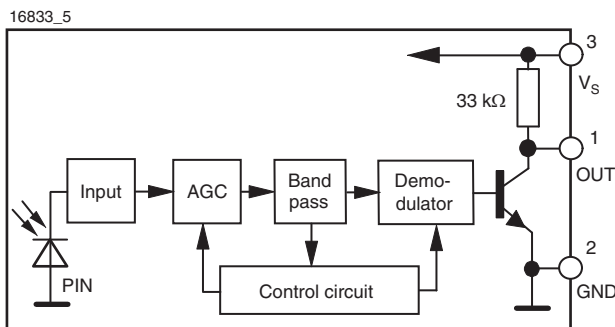 16833_5
3
V_S
33 kΩ
1
OUT
Input
AGC
Band
pass
Demo-
dulator
2
GND
PIN
Control circuit